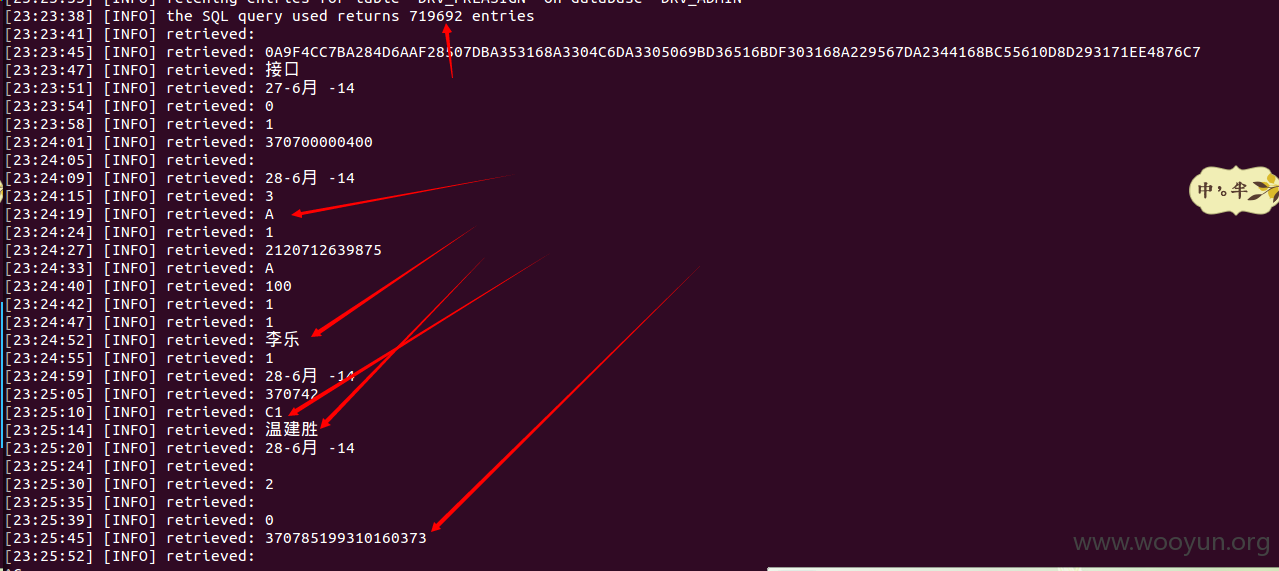 [23:23:38] [INFO] the SQL query used returns 719692 entries
[23:23:41] [INFO] retrieved:
[23:23:45] [INFO] retrieved: 0A9F4CC7BA284D6AAF28507DBA353168A3304C6DA3305069BD36516BDF303168A229567DA2344168BC55610D8D293171EE4876C7
[23:23:47] [INFO] retrieved: 接口
[23:23:51] [INFO] retrieved: 27-6月 -14
[23:23:54] [INFO] retrieved: 0
[23:23:58] [INFO] retrieved: 1
[23:24:01] [INFO] retrieved: 370700000400
[23:24:05] [INFO] retrieved:
[23:24:09] [INFO] retrieved: 28-6月 -14
[23:24:15] [INFO] retrieved: 3
[23:24:19] [INFO] retrieved: A
[23:24:24] [INFO] retrieved: 1
[23:24:27] [INFO] retrieved: 2120712639875
[23:24:33] [INFO] retrieved: A
[23:24:40] [INFO] retrieved: 100
[23:24:42] [INFO] retrieved: 1
[23:24:47] [INFO] retrieved: 1
[23:24:52] [INFO] retrieved: 李乐
[23:24:55] [INFO] retrieved: 1
[23:24:59] [INFO] retrieved: 28-6月 -14
[23:25:05] [INFO] retrieved: 370742
[23:25:10] [INFO] retrieved: C1
[23:25:14] [INFO] retrieved: 温建胜
[23:25:20] [INFO] retrieved: 28-6月 -14
[23:25:24] [INFO] retrieved:
[23:25:30] [INFO] retrieved: 2
[23:25:35] [INFO] retrieved:
[23:25:39] [INFO] retrieved: 0
[23:25:45] [INFO] retrieved: 370785199310160373
[23:25:52] [INFO] retrieved:
中 °, 半
www.wooyun.org